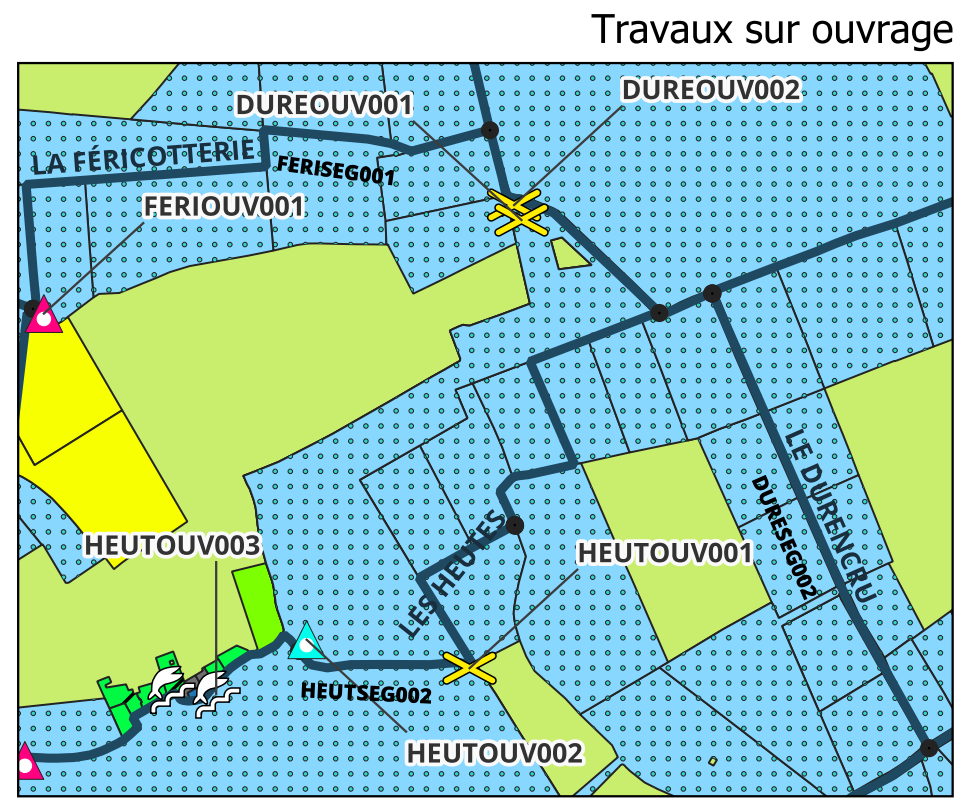 Travaux sur ouvrage
DUREOUV001
DUREOUV002
LA FÉRICOTTERIE
FERISEG001
FERIOUV001
LE DURENCRU
DURESEG002
LES HEUTES
HEUTOUV003
HEUTOUV001
HEUTSEG002
HEUTOUV002